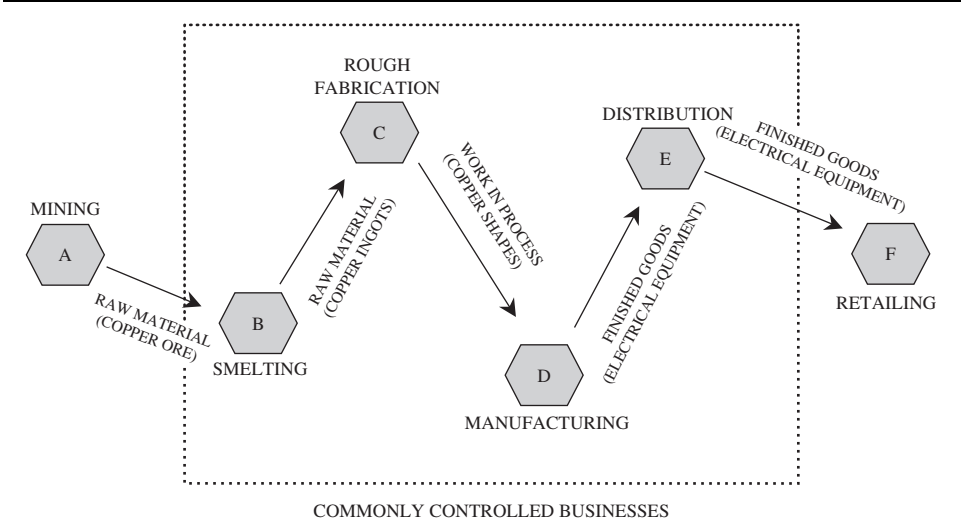 MINING
A
RAW MATERIAL
(COPPER ORE)
B
SMELTING
RAW MATERIAL
(COPPER INGOTS)
ROUGH
FABRICATION
C
WORK IN PROCESS
(COPPER SHAPES)
D
MANUFACTURING
FINISHED GOODS
(ELECTRICAL EQUIPMENT)
DISTRIBUTION
E
FINISHED GOODS
(ELECTRICAL EQUIPMENT)
F
RETAILING
COMMONLY CONTROLLED BUSINESSES